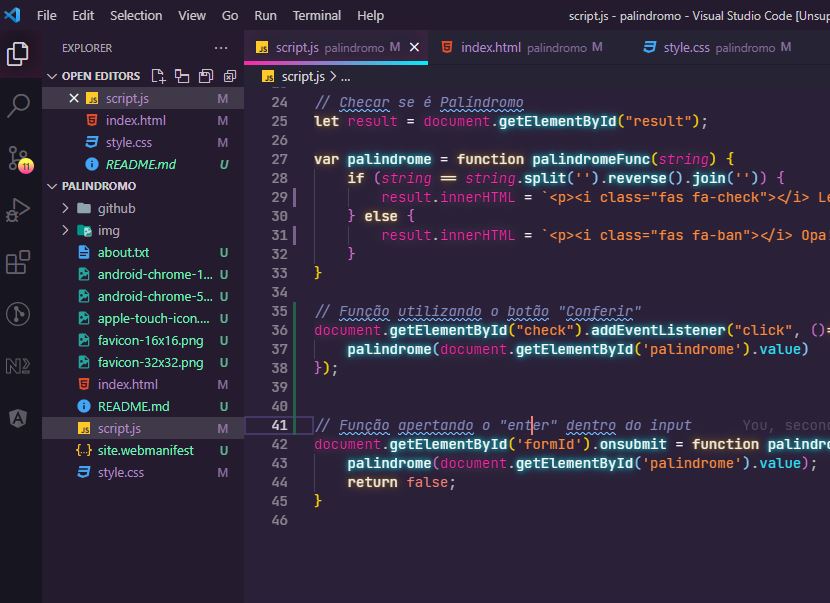 File Edit Selection View Go Run Terminal Help script.js - palindromo - Visual Studio Code [Unsup
EXPLORER ...
script.js palindromo M
index.html palindromo M
style.css palindromo M
OPEN EDITORS
script.js > ...
script.js M
index.html M
style.css M
README.md U
PALINDROMO
github
img
about.txt U
android-chrome-1... U
android-chrome-5... U
apple-touch-icon.... U
favicon-16x16.png U
favicon-32x32.png U
index.html M
README.md U
script.js M
site.webmanifest U
style.css M
11
24 // Checar se é Palíndromo
25 let result = document.getElementById("result");
26
27 var palindrome = function palindromeFunc(string) {
28 if (string == string.split('').reverse().join('')) {
29 result.innerHTML = `<p><i class="fas fa-check"></i> Le
30 } else {
31 result.innerHTML = `<p><i class="fas fa-ban"></i> Opa
32 }
33 }
34
35 // Função utilizando o botão "Conferir"
36 document.getElementById("check").addEventListener("click", ()=
37 palindrome(document.getElementById('palindrome').value)
38 });
39
40
41 // Função apertando o "enter" dentro do input You, second
42 document.getElementById('formId').onsubmit = function palindro
43 palindrome(document.getElementById('palindrome').value);
44 return false;
45 }
46